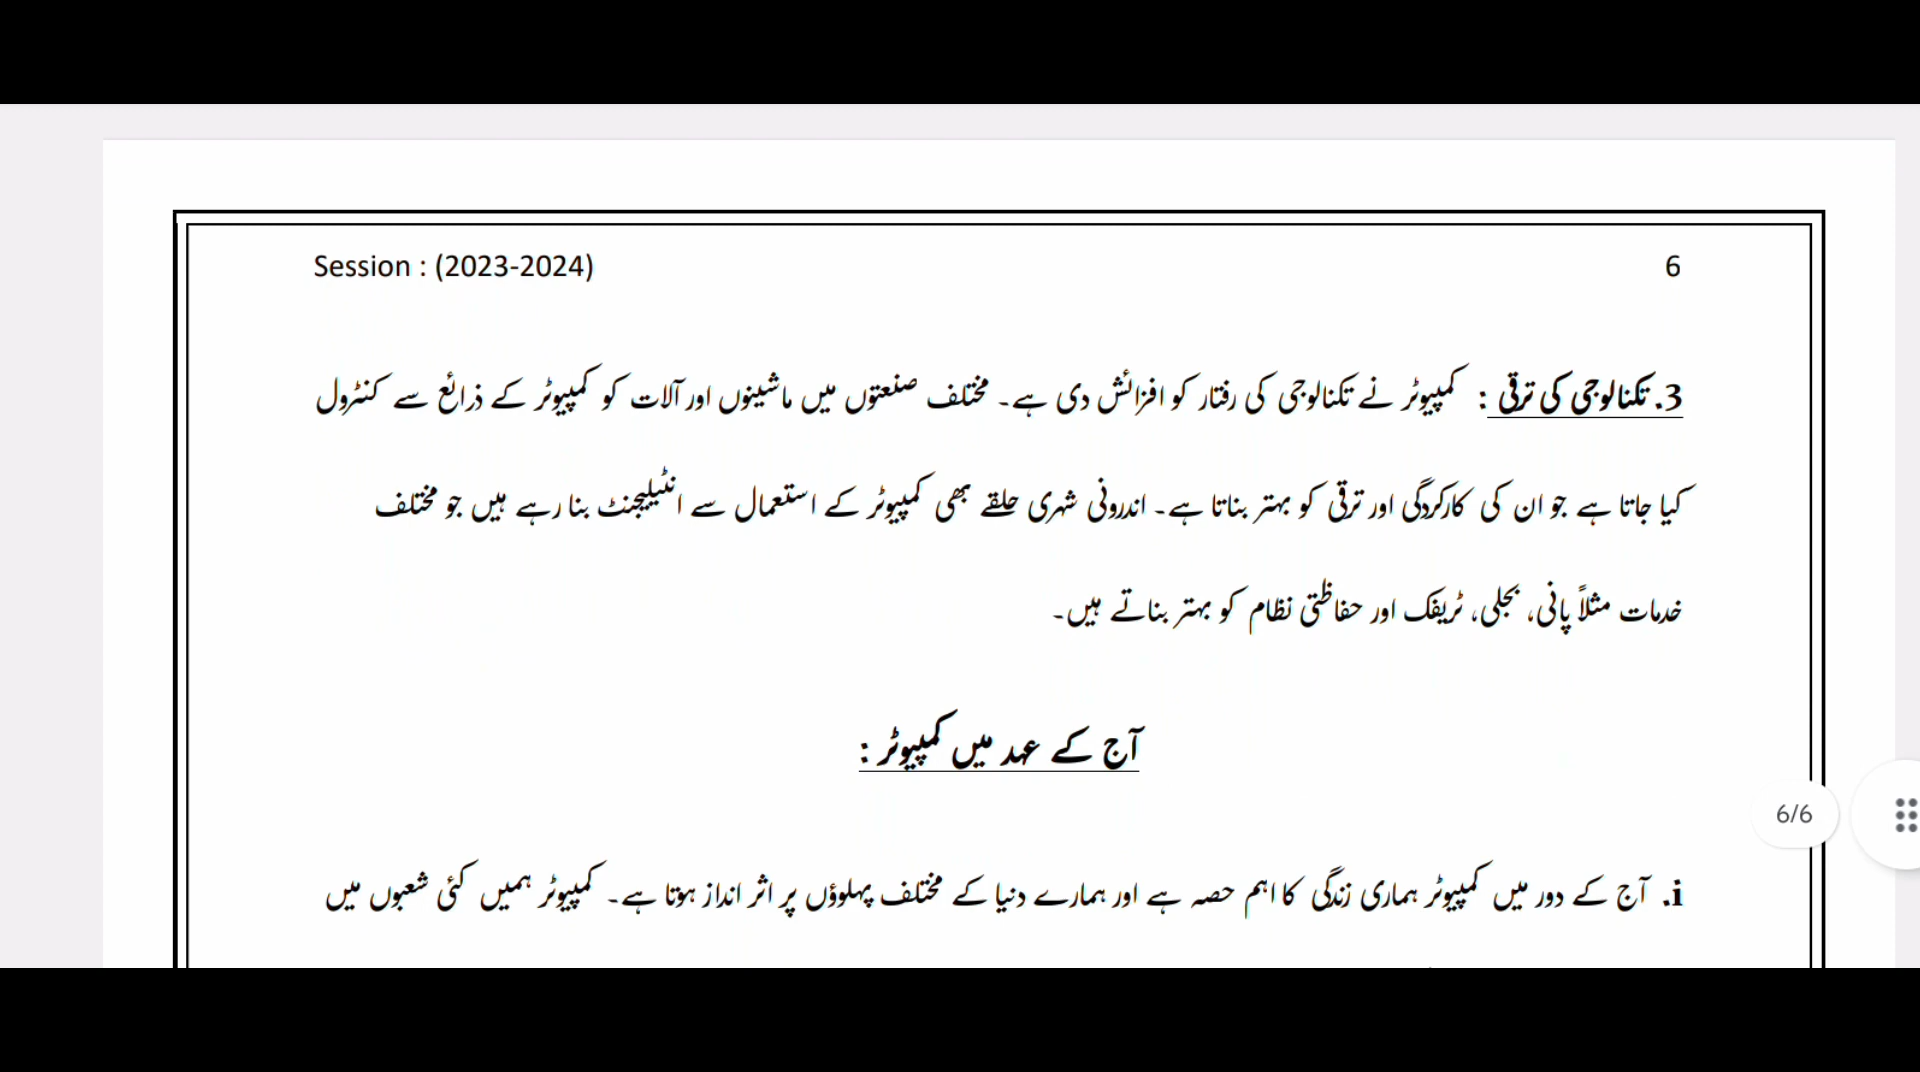 Session : (2023-2024) 6
3. تکنالوجی کی ترقی : کمپیوٹر نے تکنالوجی کی رفتار کو افزائش دی ہے۔ مختلف صنعتوں میں ماشینوں اور آلات کو کمپیوٹر کے ذرائع سے کنٹرول
کیا جاتا ہے جو ان کی کارکردگی اور ترقی کو بہتر بناتا ہے۔ اندرونی شہری حلقے بھی کمپیوٹر کے استعمال سے انٹیلیجنٹ بنا رہے ہیں جو مختلف
خدمات مثلاً پانی، بجلی، ٹریفک اور حفاظتی نظام کو بہتر بناتے ہیں۔
آج کے عہد میں کمپیوٹر :
i. آج کے دور میں کمپیوٹر ہماری زندگی کا اہم حصہ ہے اور ہمارے دنیا کے مختلف پہلوؤں پر اثر انداز ہوتا ہے۔ کمپیوٹر ہمیں کئی شعبوں میں
6/6